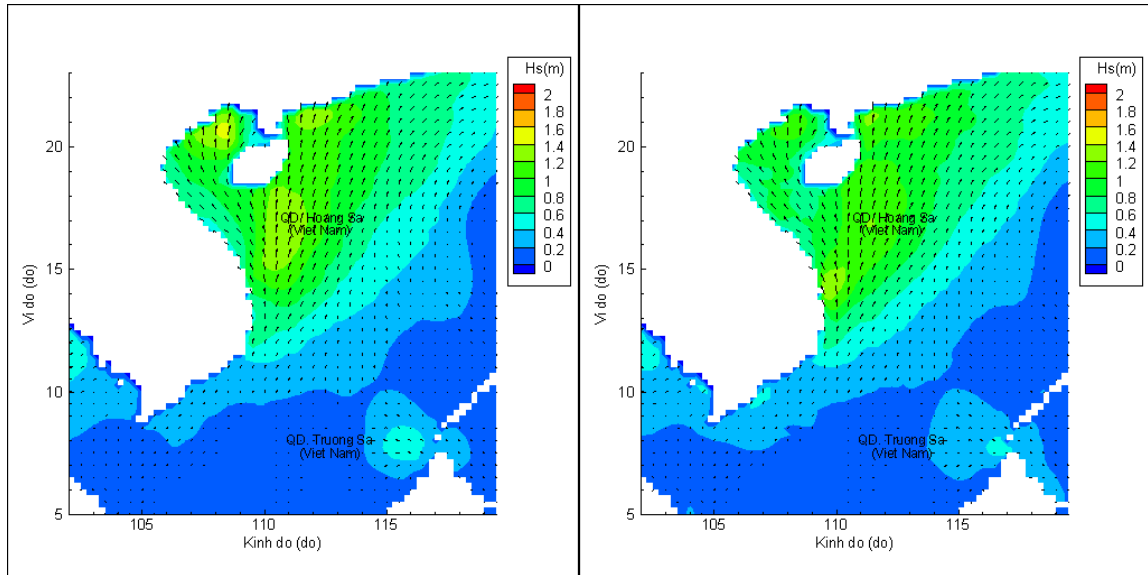 Hs(m)
2
1.8
1.6
1.4
1.2
1
0.8
0.6
0.4
0.2
0
20
15
10
5
Vi do (do)
QD/ Hoang Sa
(Viet Nam)
QD. Truong Sa
(Viet Nam)
105
110
115
Kinh do (do)
Hs(m)
2
1.8
1.6
1.4
1.2
1
0.8
0.6
0.4
0.2
0
20
15
10
5
Vi do (do)
QD/ Hoang Sa
(Viet Nam)
QD. Truong Sa
(Viet Nam)
105
110
115
Kinh do (do)